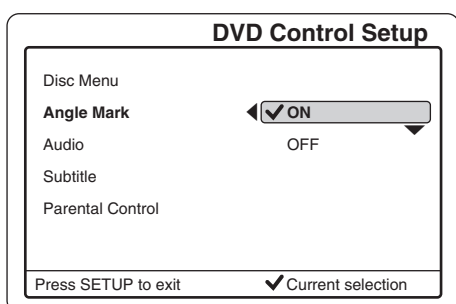 DVD Control Setup
Disc Menu
Angle Mark ✔ ON
Audio OFF
Subtitle
Parental Control
Press SETUP to exit ✔ Current selection